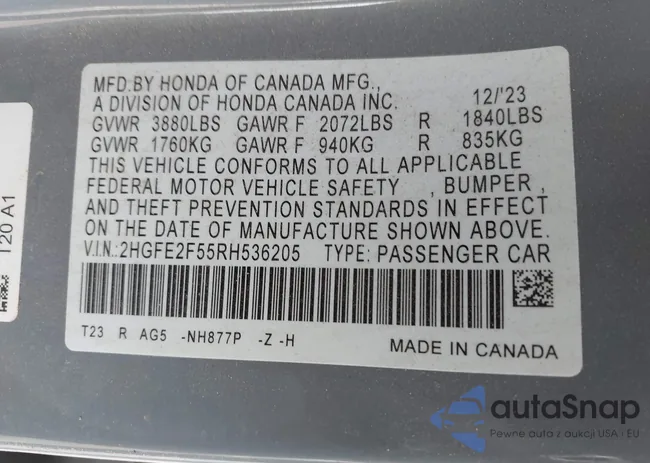 MFD.BY HONDA OF CANADA MFG.,
A DIVISION OF HONDA CANADA INC. 12/'23
GVWR 3880LBS GAWR F 2072LBS R 1840LBS
GVWR 1760KG GAWR F 940KG R 835KG
THIS VEHICLE CONFORMS TO ALL APPLICABLE
FEDERAL MOTOR VEHICLE SAFETY , BUMPER ,
AND THEFT PREVENTION STANDARDS IN EFFECT
ON THE DATE OF MANUFACTURE SHOWN ABOVE.
V.I.N.:2HGFE2F55RH536205 TYPE: PASSENGER CAR
T23 R AG5 -NH877P -Z -H
MADE IN CANADA
T20 A1
autoSnap
Pewne auta z aukcji USA i EU